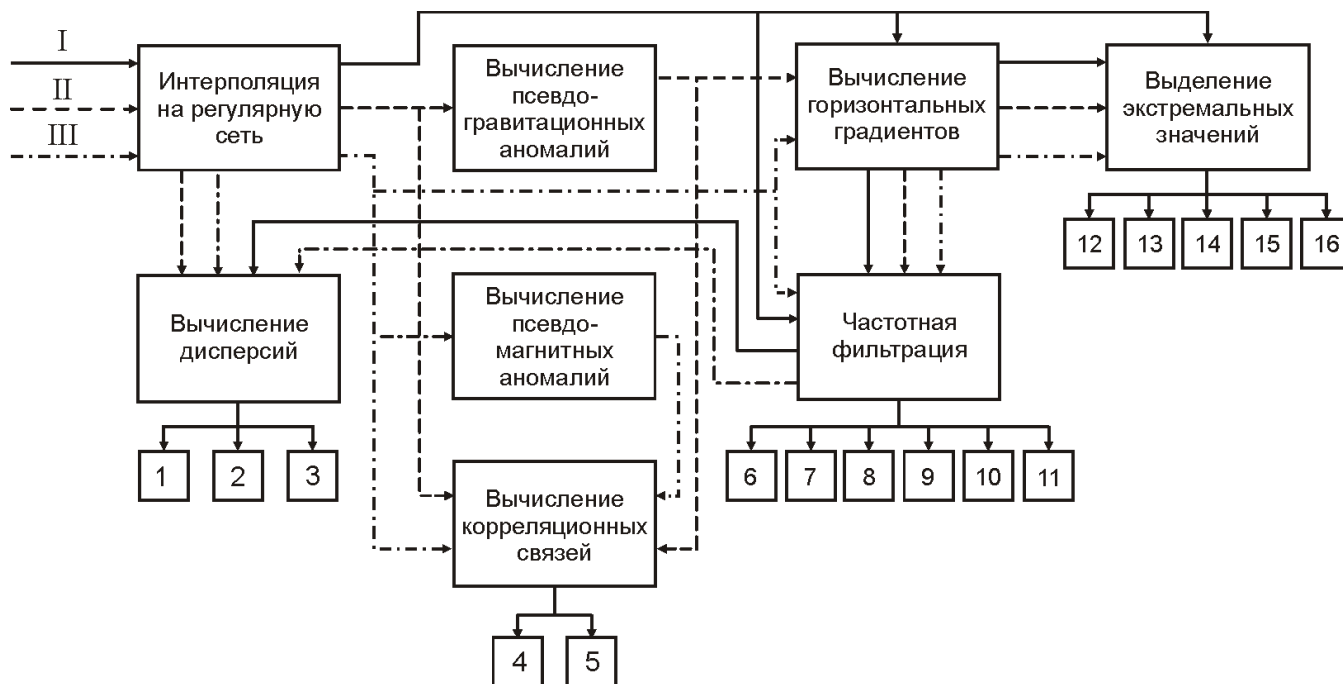 I
II
III
Интерполяция
на регулярную
сеть
Вычисление
псевдо-
гравитационных
аномалий
Вычисление
горизонтальных
градиентов
Выделение
экстремальных
значений
12
13
14
15
16
Вычисление
дисперсий
Вычисление
псевдо-
магнитных
аномалий
Частотная
фильтрация
1
2
3
6
7
8
9
10
11
Вычисление
корреляционных
связей
4
5